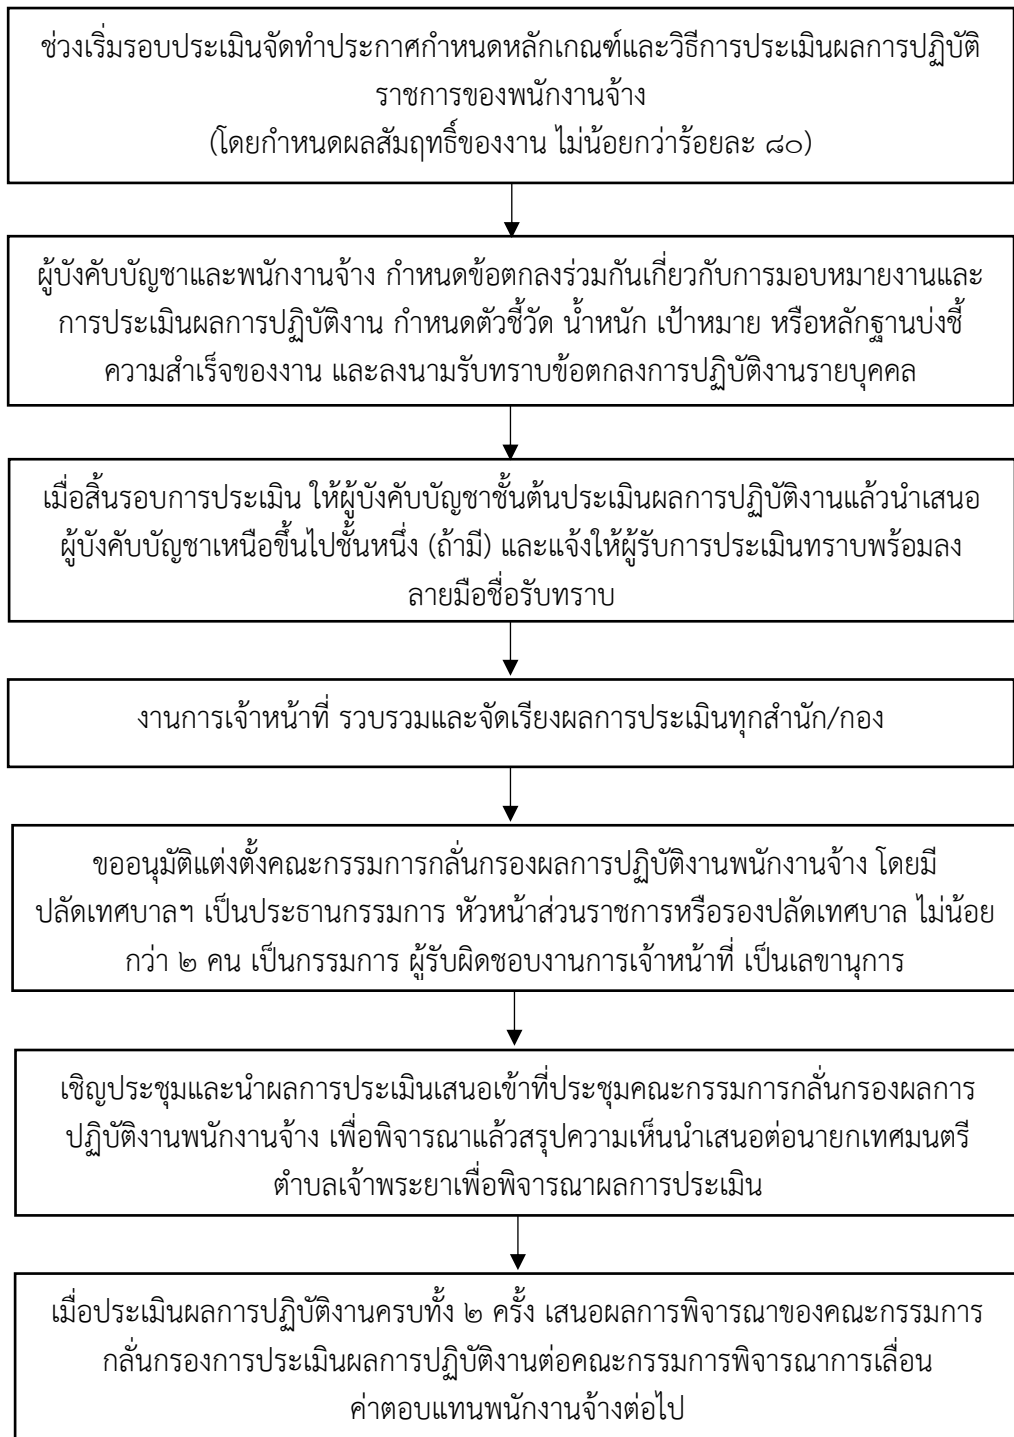 ช่วงเริ่มรอบประเมินจัดทำประกาศกำหนดหลักเกณฑ์และวิธีการประเมินผลการปฏิบัติ
ราชการของพนักงานจ้าง
(โดยกำหนดผลสัมฤทธิ์ของงาน ไม่น้อยกว่าร้อยละ ๘๐)
ผู้บังคับบัญชาและพนักงานจ้าง กำหนดข้อตกลงร่วมกันเกี่ยวกับการมอบหมายงานและ
การประเมินผลการปฏิบัติงาน กำหนดตัวชี้วัด น้ำหนัก เป้าหมาย หรือหลักฐานบ่งชี้
ความสำเร็จของงาน และลงนามรับทราบข้อตกลงการปฏิบัติงานรายบุคคล
เมื่อสิ้นรอบการประเมิน ให้ผู้บังคับบัญชาชั้นต้นประเมินผลการปฏิบัติงานแล้วนำเสนอ
ผู้บังคับบัญชาเหนือขึ้นไปชั้นหนึ่ง (ถ้ามี) และแจ้งให้ผู้รับการประเมินทราบพร้อมลง
ลายมือชื่อรับทราบ
งานการเจ้าหน้าที่ รวบรวมและจัดเรียงผลการประเมินทุกสำนัก/กอง
ขออนุมัติแต่งตั้งคณะกรรมการกลั่นกรองผลการปฏิบัติงานพนักงานจ้าง โดยมี
ปลัดเทศบาลฯ เป็นประธานกรรมการ หัวหน้าส่วนราชการหรือรองปลัดเทศบาล ไม่น้อย
กว่า ๒ คน เป็นกรรมการ ผู้รับผิดชอบงานการเจ้าหน้าที่ เป็นเลขานุการ
เชิญประชุมและนำผลการประเมินเสนอเข้าที่ประชุมคณะกรรมการกลั่นกรองผลการ
ปฏิบัติงานพนักงานจ้าง เพื่อพิจารณาแล้วสรุปความเห็นนำเสนอต่อนายกเทศมนตรี
ตำบลเจ้าพระยาเพื่อพิจารณาผลการประเมิน
เมื่อประเมินผลการปฏิบัติงานครบทั้ง ๒ ครั้ง เสนอผลการพิจารณาของคณะกรรมการ
กลั่นกรองการประเมินผลการปฏิบัติงานต่อคณะกรรมการพิจารณาการเลื่อน
ค่าตอบแทนพนักงานจ้างต่อไป